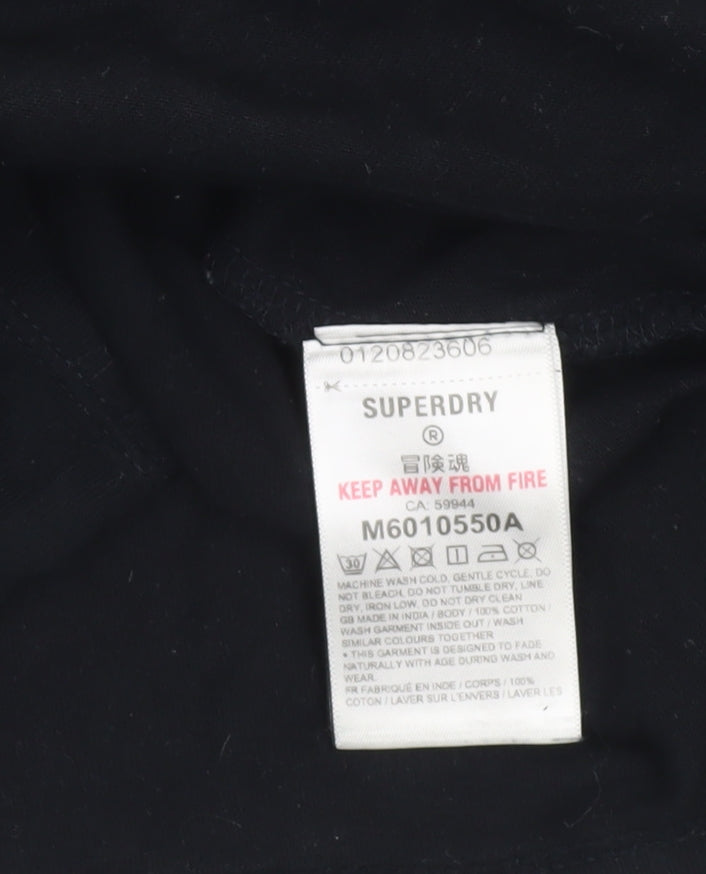 0120823606
SUPERDRY
®
冒険魂
KEEP AWAY FROM FIRE
CA: 59944
M6010550A
30
MACHINE WASH COLD, GENTLE CYCLE, DO
NOT BLEACH, DO NOT TUMBLE DRY, LINE
DRY, IRON LOW, DO NOT DRY CLEAN
GB MADE IN INDIA / BODY / 100% COTTON /
WASH GARMENT INSIDE OUT / WASH
SIMILAR COLOURS TOGETHER
• THIS GARMENT IS DESIGNED TO FADE
NATURALLY WITH AGE DURING WASH AND
WEAR.
FR FABRIQUÉ EN INDE / CORPS / 100%
COTON / LAVER SUR L'ENVERS / LAVER LES